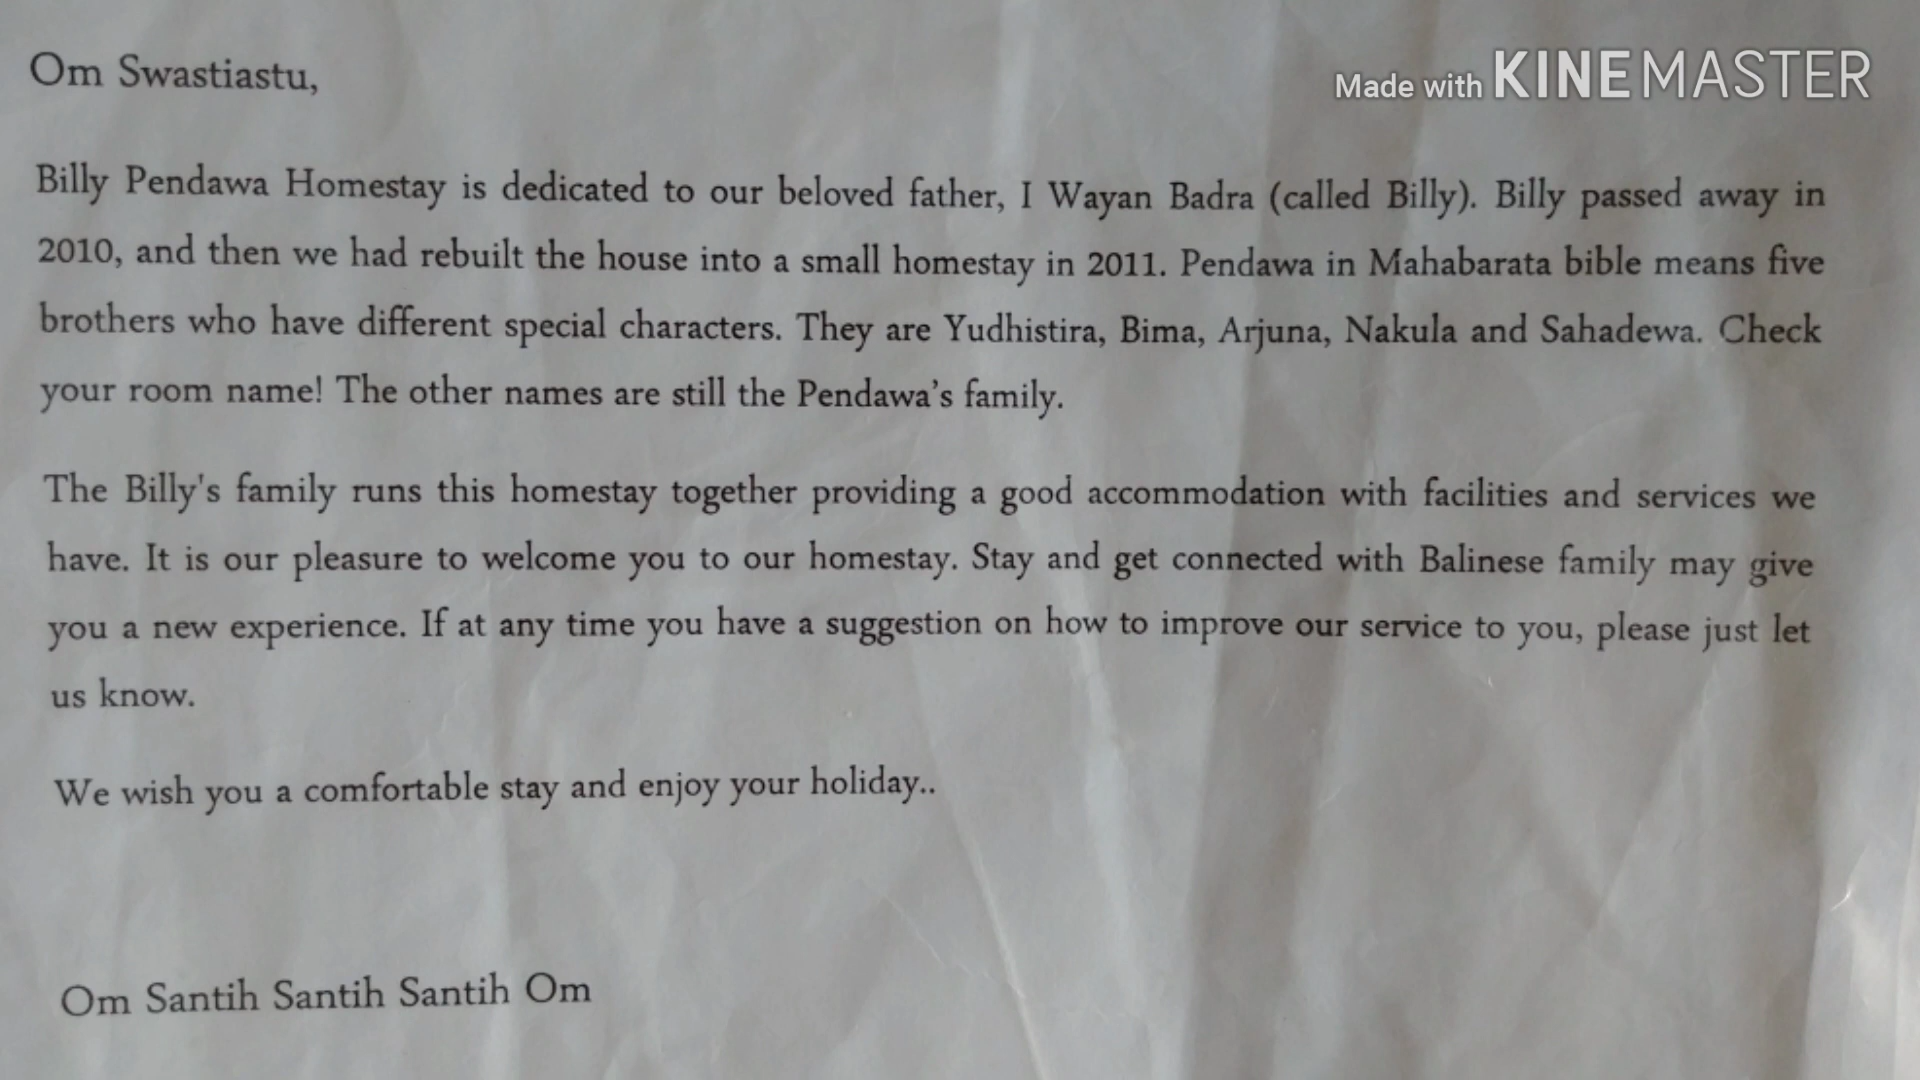 Om Swastiastu,
Made with KINEMASTER
Billy Pendawa Homestay is dedicated to our beloved father, I Wayan Badra (called Billy). Billy passed away in
2010, and then we had rebuilt the house into a small homestay in 2011. Pendawa in Mahabarata bible means five
brothers who have different special characters. They are Yudhistira, Bima, Arjuna, Nakula and Sahadewa. Check
your room name! The other names are still the Pendawa's family.
The Billy's family runs this homestay together providing a good accommodation with facilities and services we
have. It is our pleasure to welcome you to our homestay. Stay and get connected with Balinese family may give
you a new experience. If at any time you have a suggestion on how to improve our service to you, please just let
us know.
We wish you a comfortable stay and enjoy your holiday..
Om Santih Santih Santih Om